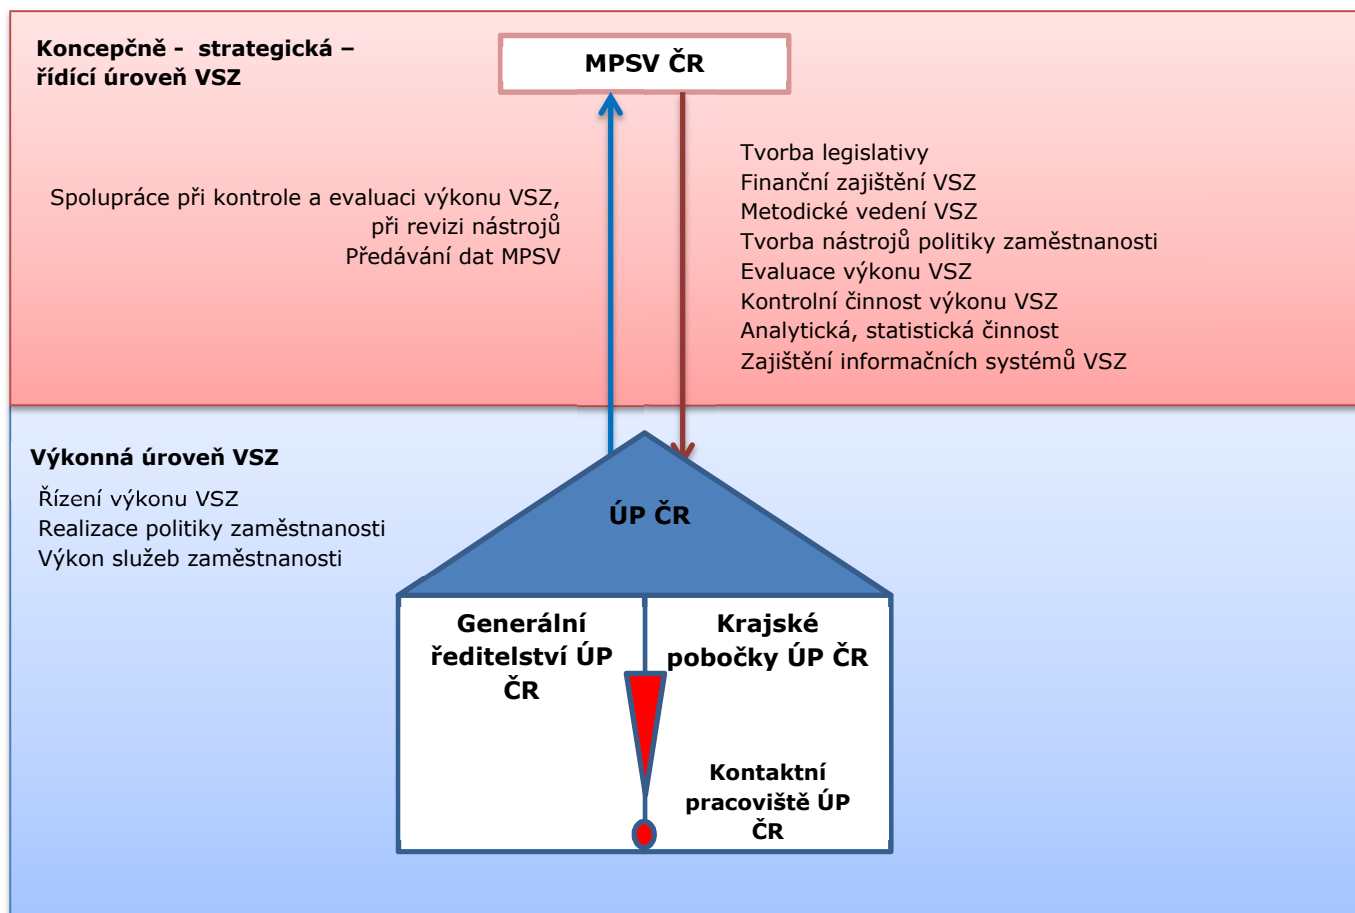 Koncepčně - strategická –
řídící úroveň VSZ
MPSV ČR
Spolupráce při kontrole a evaluaci výkonu VSZ,
při revizi nástrojů
Předávání dat MPSV
Tvorba legislativy
Finanční zajištění VSZ
Metodické vedení VSZ
Tvorba nástrojů politiky zaměstnanosti
Evaluace výkonu VSZ
Kontrolní činnost výkonu VSZ
Analytická, statistická činnost
Zajištění informačních systémů VSZ
Výkonná úroveň VSZ
Řízení výkonu VSZ
Realizace politiky zaměstnanosti
Výkon služeb zaměstnanosti
ÚP ČR
Generální
ředitelství ÚP
ČR
Krajské
pobočky ÚP ČR
Kontaktní
pracoviště ÚP
ČR